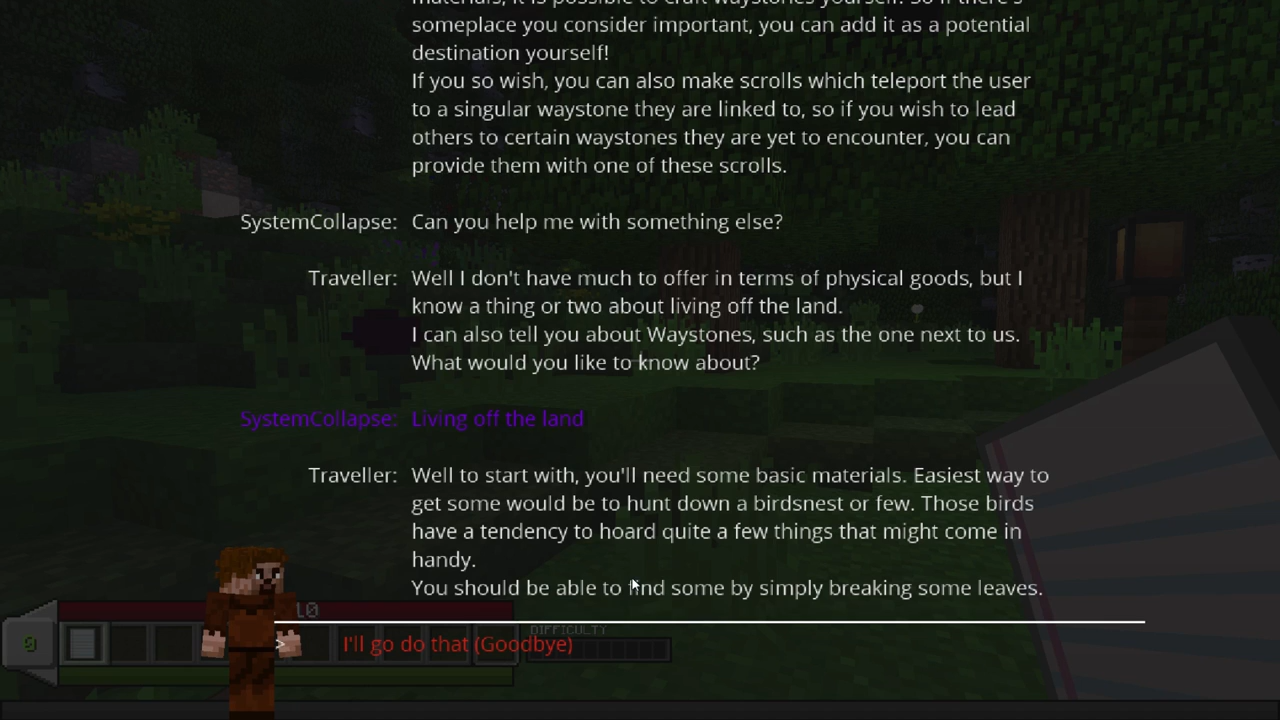 materials, it is possible to craft waystones yourself. So if there's
someplace you consider important, you can add it as a potential
destination yourself!
If you so wish, you can also make scrolls which teleport the user
to a singular waystone they are linked to, so if you wish to lead
others to certain waystones they are yet to encounter, you can
provide them with one of these scrolls.
SystemCollapse: Can you help me with something else?
Traveller: Well I don't have much to offer in terms of physical goods, but I
know a thing or two about living off the land.
I can also tell you about Waystones, such as the one next to us.
What would you like to know about?
SystemCollapse: Living off the land
Traveller: Well to start with, you'll need some basic materials. Easiest way to
get some would be to hunt down a birdsnest or few. Those birds
have a tendency to hoard quite a few things that might come in
handy.
You should be able to find some by simply breaking some leaves.
10
DIFFICULTY
0
> I'll go do that (Goodbye)